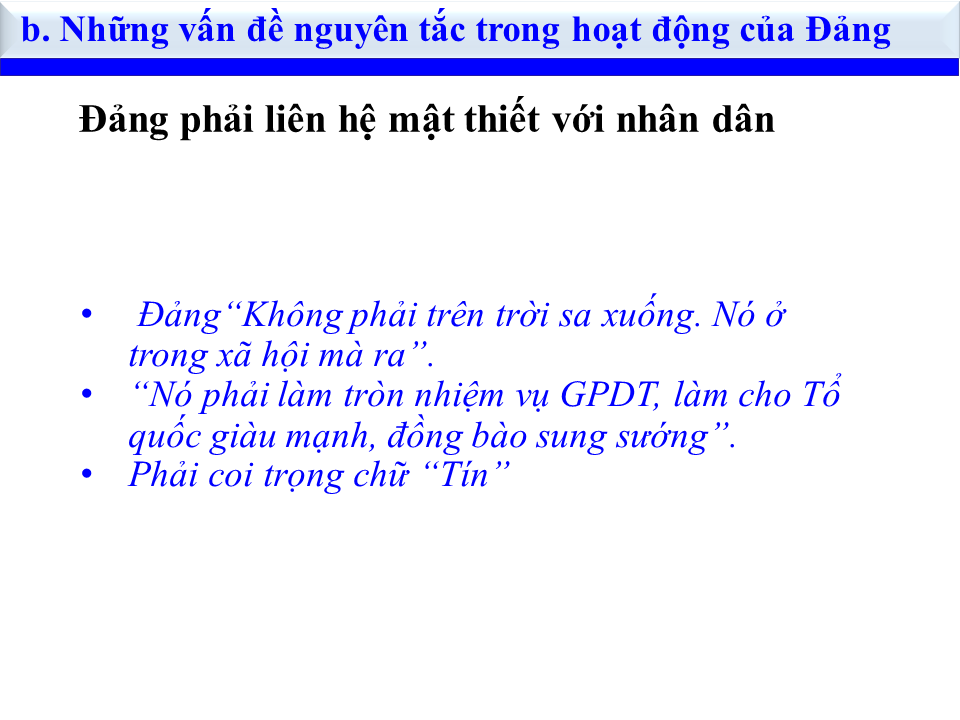 b. Những vấn đề nguyên tắc trong hoạt động của Đảng
Đảng phải liên hệ mật thiết với nhân dân
• Đảng“Không phải trên trời sa xuống. Nó ở
trong xã hội mà ra”.
• “Nó phải làm tròn nhiệm vụ GPDT, làm cho Tổ
quốc giàu mạnh, đồng bào sung sướng”.
• Phải coi trọng chữ “Tín”